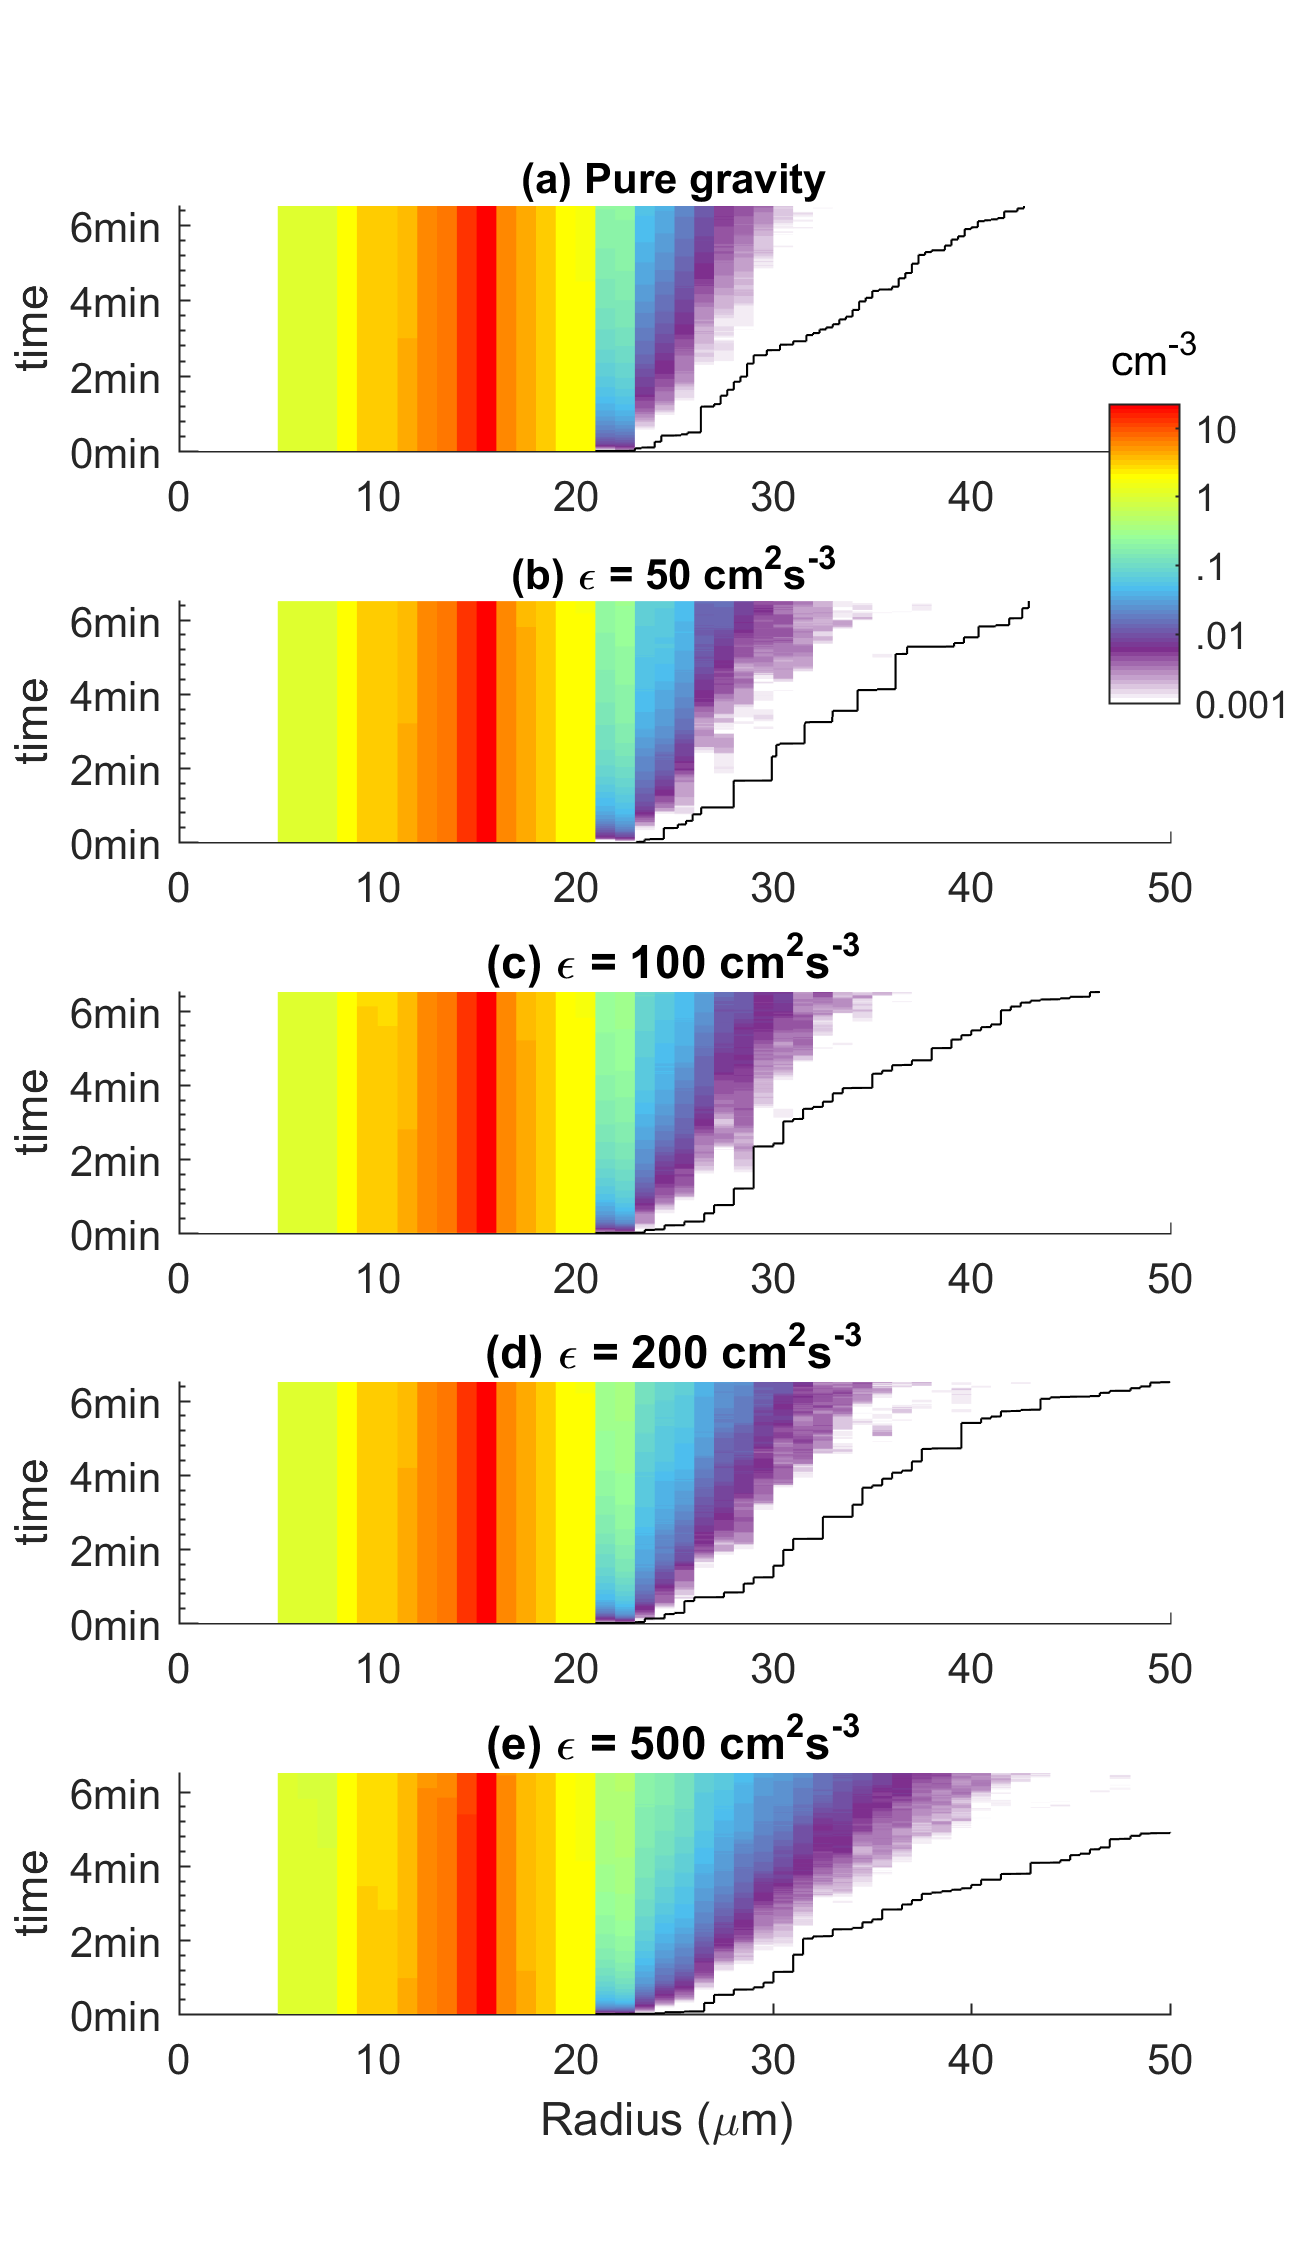 (a) Pure gravity
6min
4min
2min
0min
time
0 10 20 30 40
cm-3
10
1
.1
.01
0.001
(b) ϵ = 50 cm2s-3
6min
4min
2min
0min
time
0 10 20 30 40 50
(c) ϵ = 100 cm2s-3
6min
4min
2min
0min
time
0 10 20 30 40 50
(d) ϵ = 200 cm2s-3
6min
4min
2min
0min
time
0 10 20 30 40 50
(e) ϵ = 500 cm2s-3
6min
4min
2min
0min
time
0 10 20 30 40 50
Radius (μm)